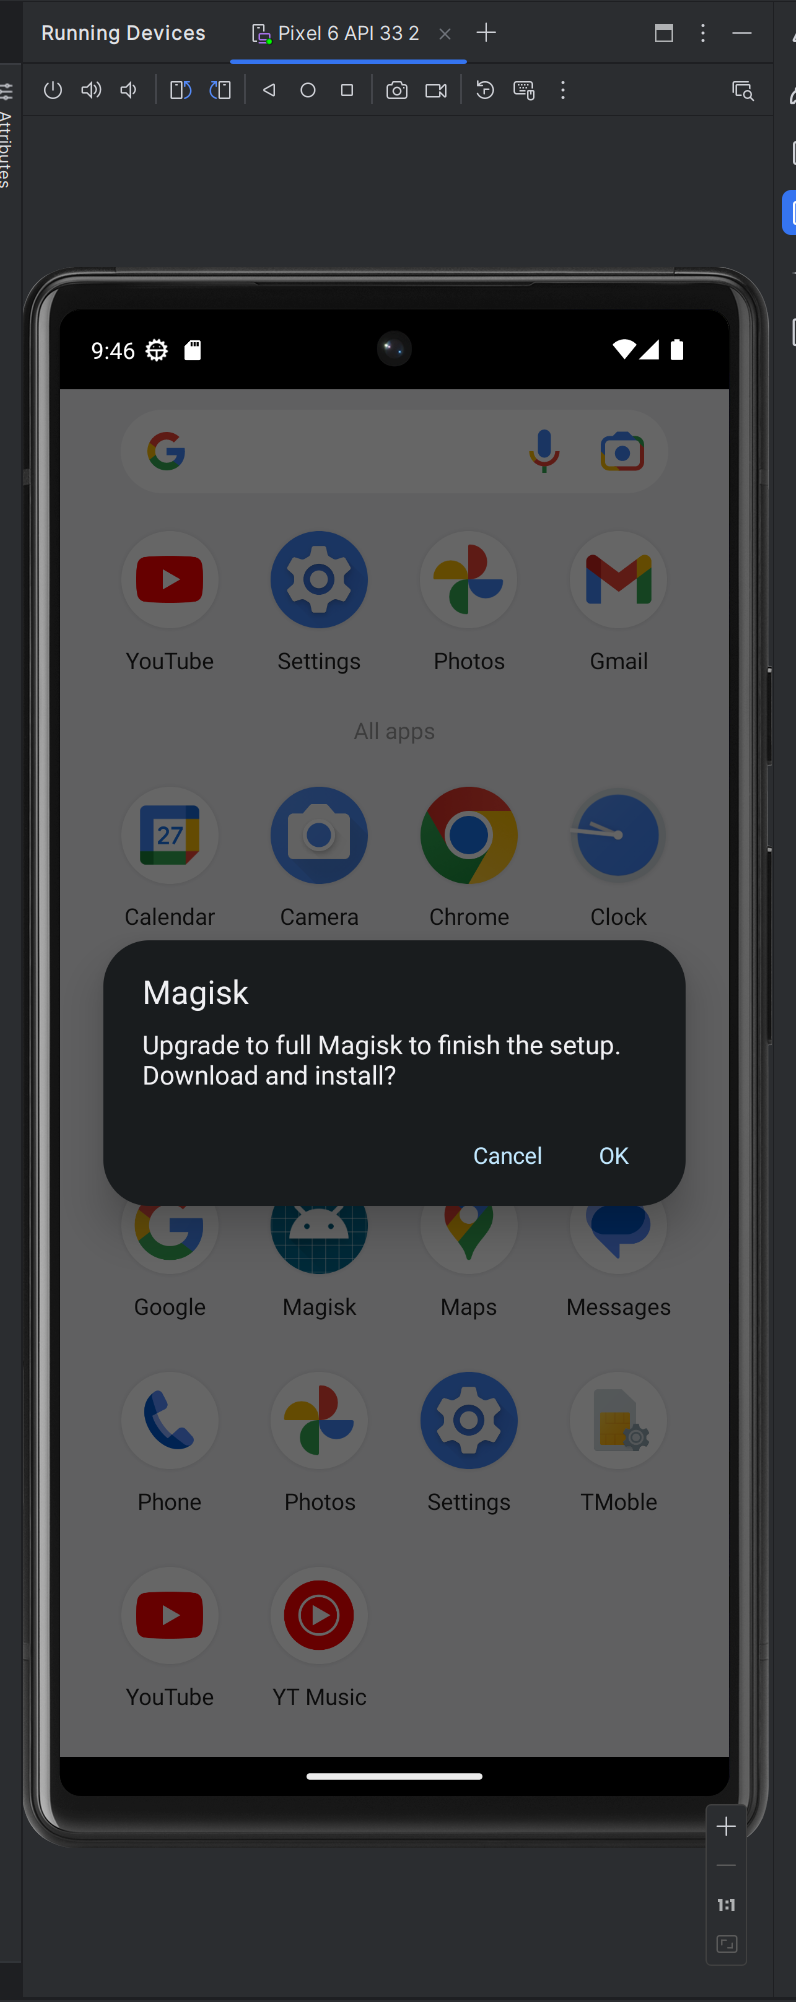 Running Devices
Pixel 6 API 33 2
Attributes
9:46
YouTube Settings Photos Gmail
All apps
27
Calendar Camera Chrome Clock
Magisk
Upgrade to full Magisk to finish the setup.
Download and install?
Cancel OK
Google Magisk Maps Messages
Phone Photos Settings TMoble
YouTube YT Music
1:1